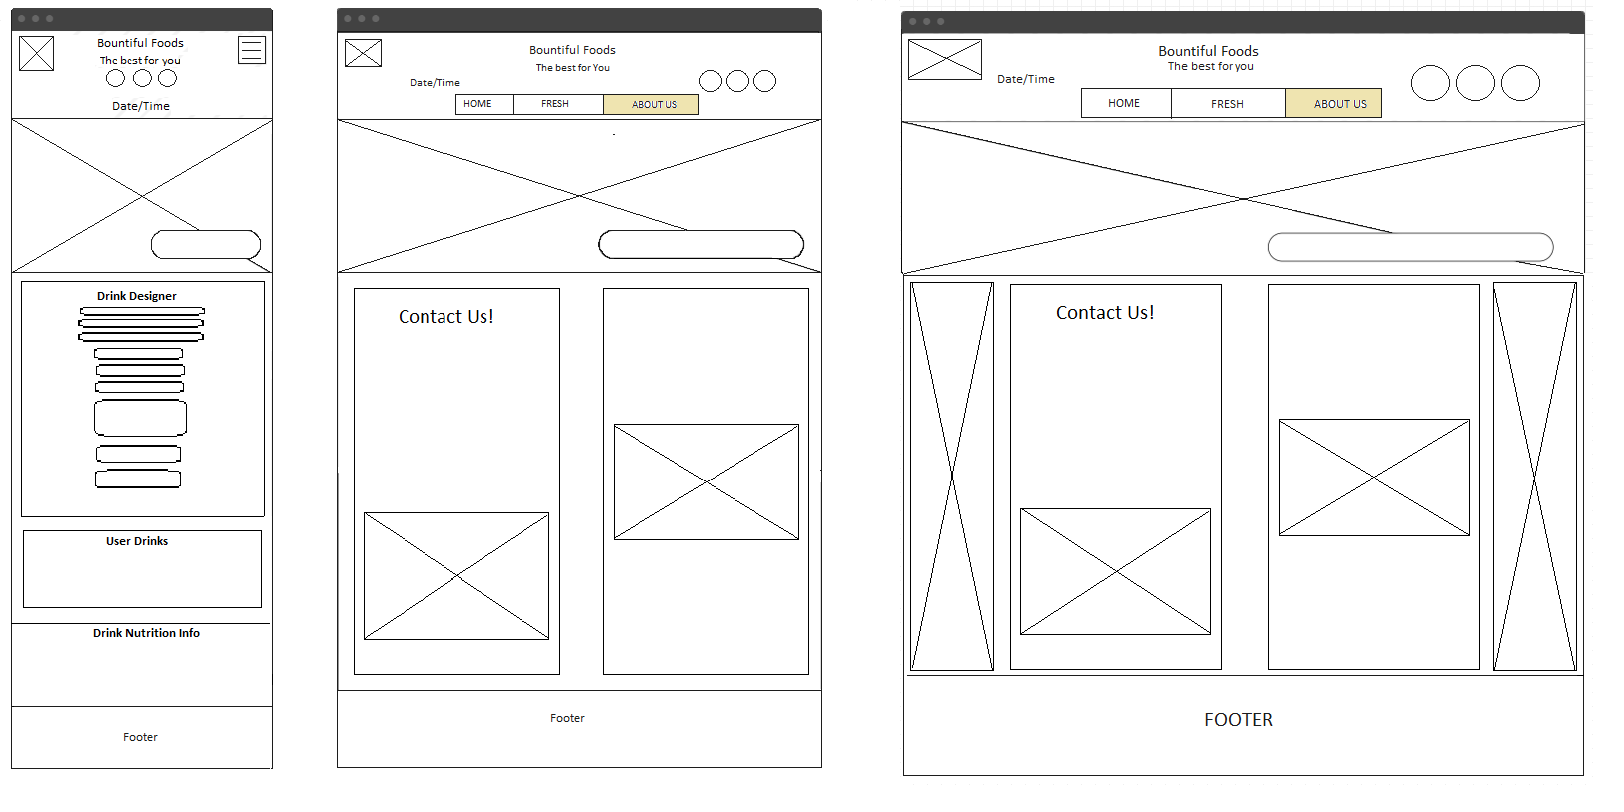 Bountiful Foods
The best for you
Date/Time
Drink Designer
User Drinks
Drink Nutrition Info
Footer
Bountiful Foods
The best for You
Date/Time
HOME FRESH ABOUT US
Contact Us!
Footer
Bountiful Foods
The best for you
Date/Time
HOME FRESH ABOUT US
Contact Us!
FOOTER